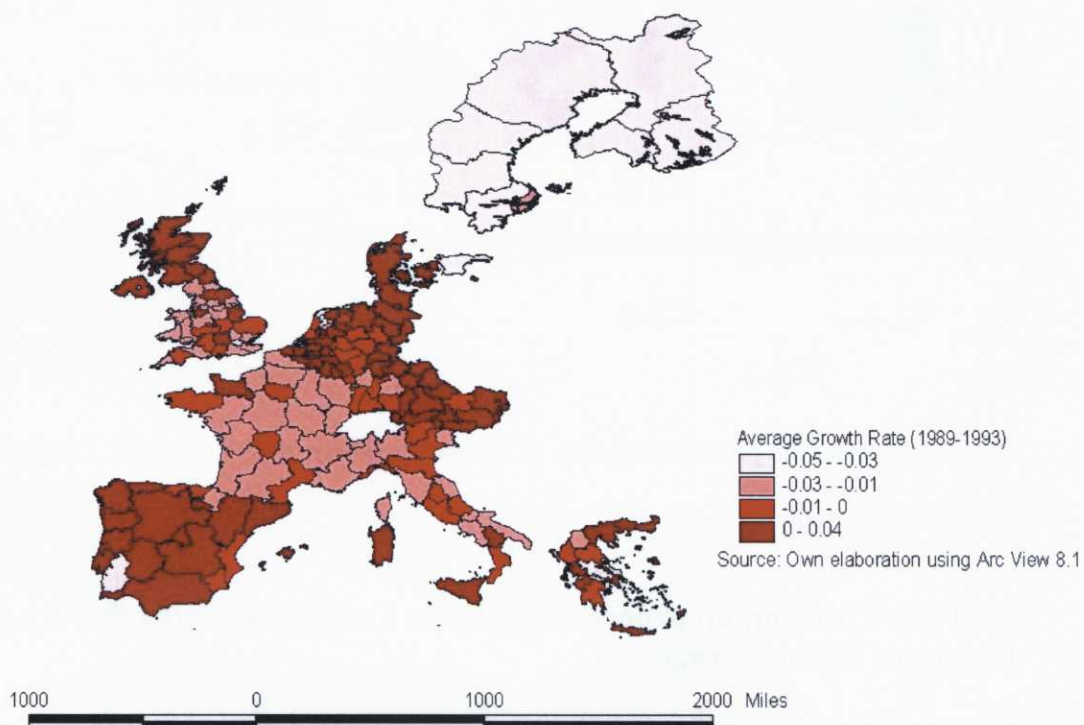 Average Growth Rate (1989-1993)
-0.05 - -0.03
-0.03 - -0.01
-0.01 - 0
0 - 0.04
Source: Own elaboration using Arc View 8.1
1000 0 1000 2000 Miles